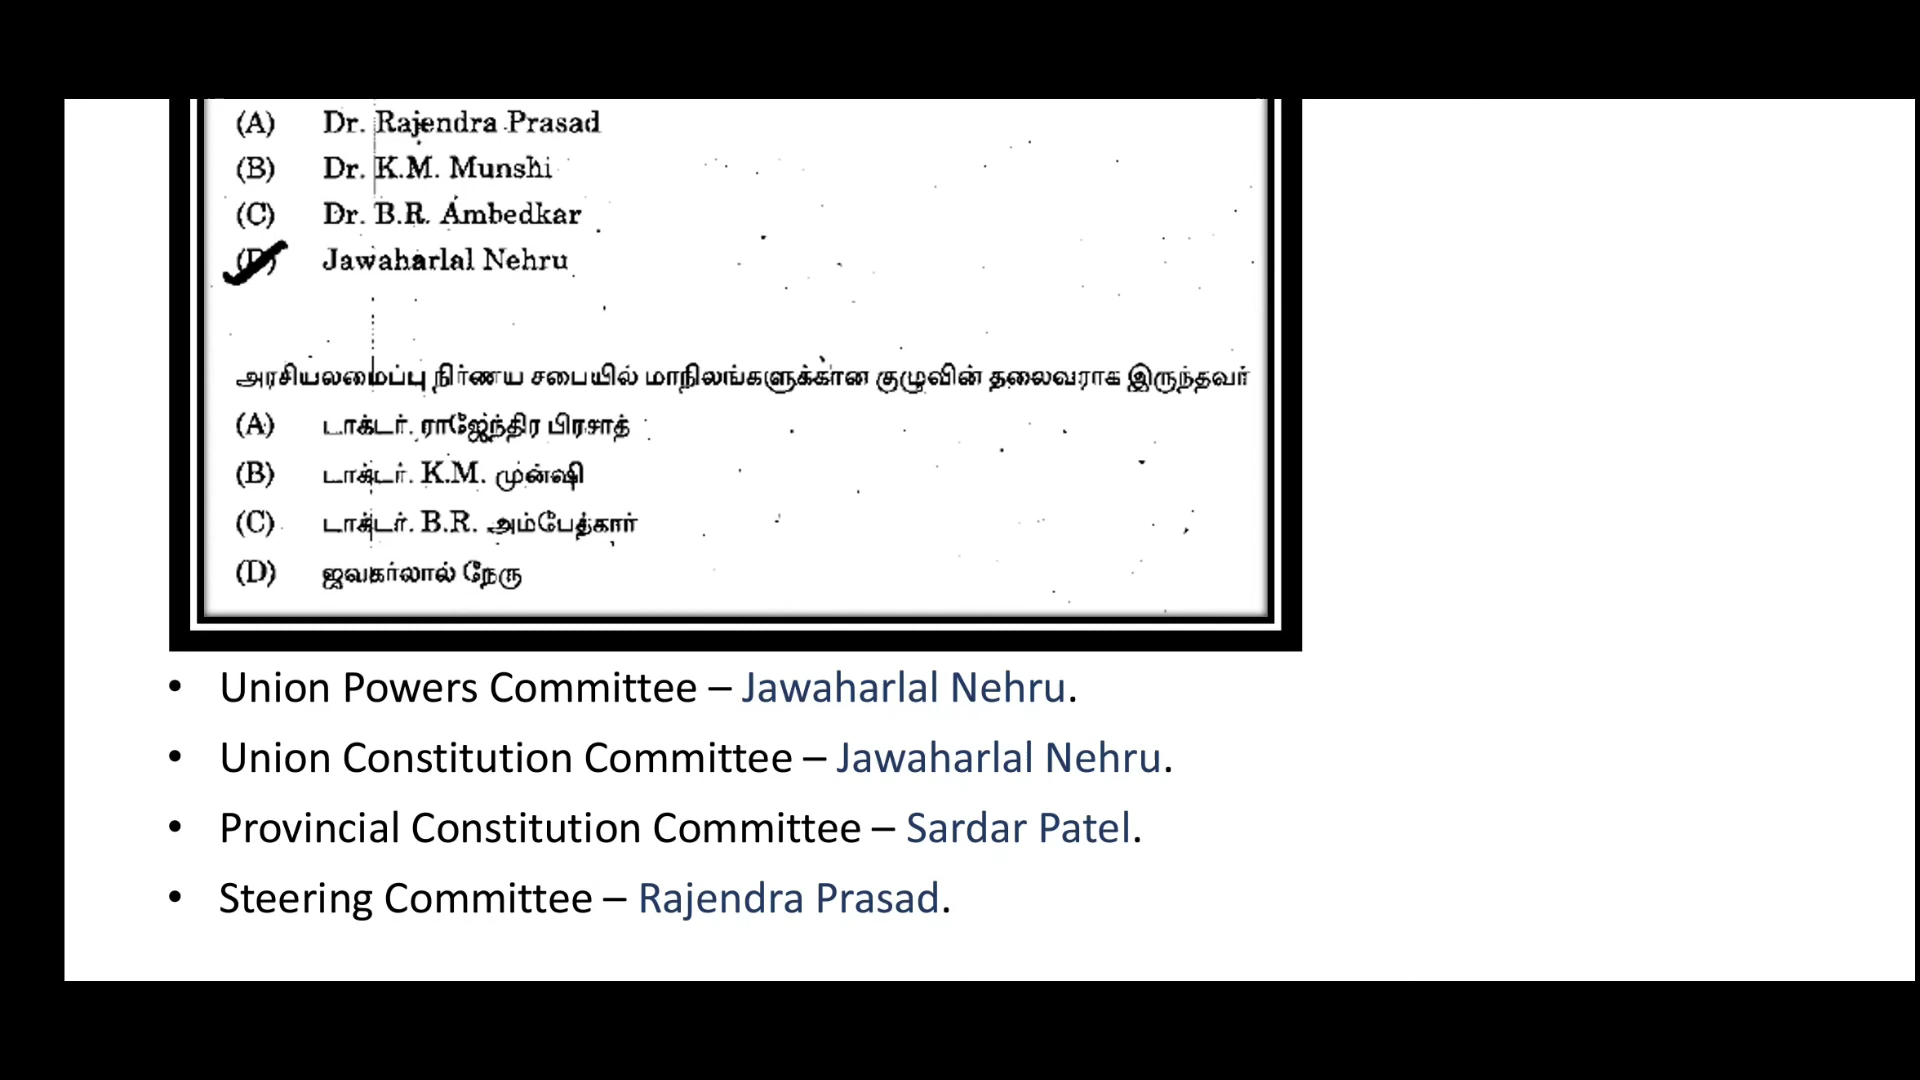 (A) Dr. Rajendra Prasad
(B) Dr. K.M. Munshi
(C) Dr. B.R. Ambedkar
(D) Jawaharlal Nehru
அரசியலமைப்பு நிர்ணய சபையில் மாநிலங்களுக்கான குழுவின் தலைவராக இருந்தவர்
(A) டாக்டர். ராஜேந்திர பிரசாத்
(B) டாக்டர். K.M. முன்ஷி
(C) டாக்டர். B.R. அம்பேத்கார்
(D) ஜவகர்லால் நேரு
• Union Powers Committee – Jawaharlal Nehru.
• Union Constitution Committee – Jawaharlal Nehru.
• Provincial Constitution Committee – Sardar Patel.
• Steering Committee – Rajendra Prasad.